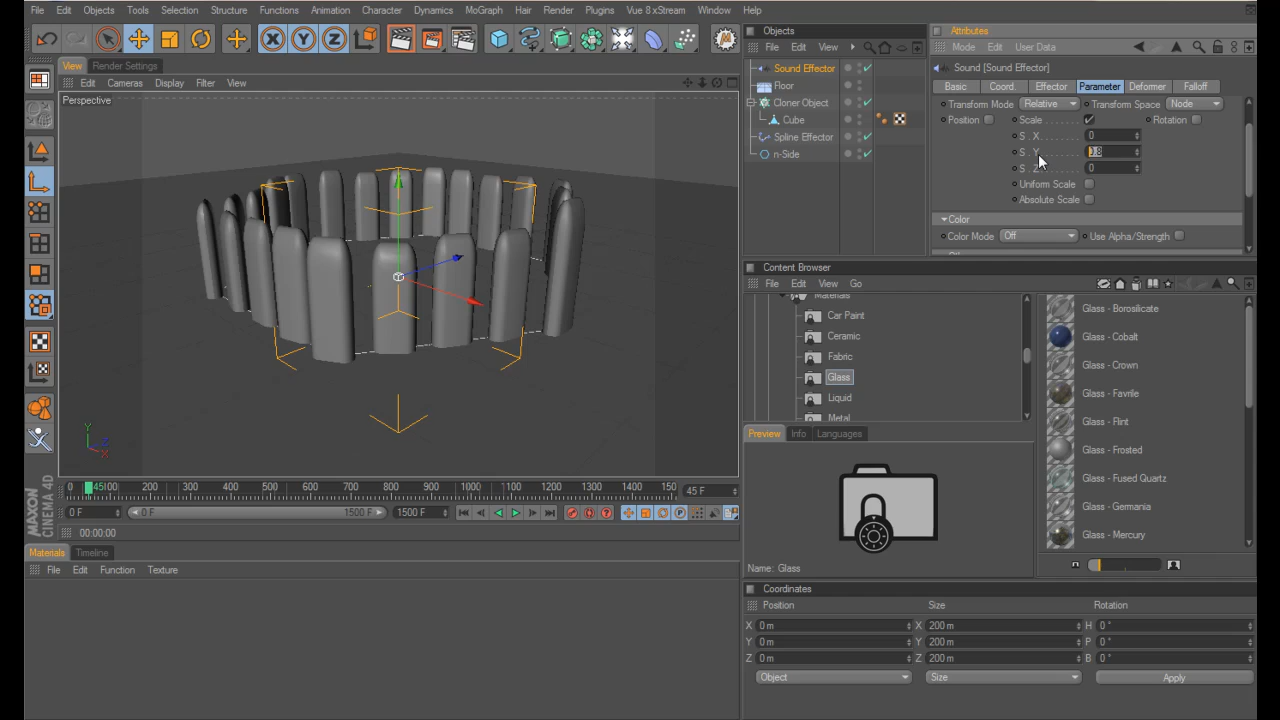 File Edit Objects Tools Selection Structure Functions Animation Character Dynamics MoGraph Hair Render Plugins Vue 8 xStream Window Help
View Render Settings
Edit Cameras Display Filter View
Perspective
Y
Z
X
0 45 100 200 300 400 500 600 700 800 900 1000 1100 1200 1300 1400 150 45 F
0 F 0 F 1500 F 1500 F
00:00:00
Materials Timeline
File Edit Function Texture
MAXON CINEMA 4D
Objects
File Edit View
Sound Effector
Floor
Cloner Object
Cube
Spline Effector
n-Side
Attributes
Mode Edit User Data
Sound [Sound Effector]
Basic Coord. Effector Parameter Deformer Falloff
Transform Mode Relative Transform Space Node
Position Scale Rotation
S . X 0
S . Y 0.8
S . Z 0
Uniform Scale
Absolute Scale
Color
Color Mode Off Use Alpha/Strength
Content Browser
File Edit View Go
Materials
Car Paint
Ceramic
Fabric
Glass
Liquid
Metal
Glass - Borosilicate
Glass - Cobalt
Glass - Crown
Glass - Favrile
Glass - Flint
Glass - Frosted
Glass - Fused Quartz
Glass - Germania
Glass - Mercury
Preview Info Languages
Name: Glass
Coordinates
Position Size Rotation
X 0 m X 200 m H 0 °
Y 0 m Y 200 m P 0 °
Z 0 m Z 200 m B 0 °
Object Size Apply